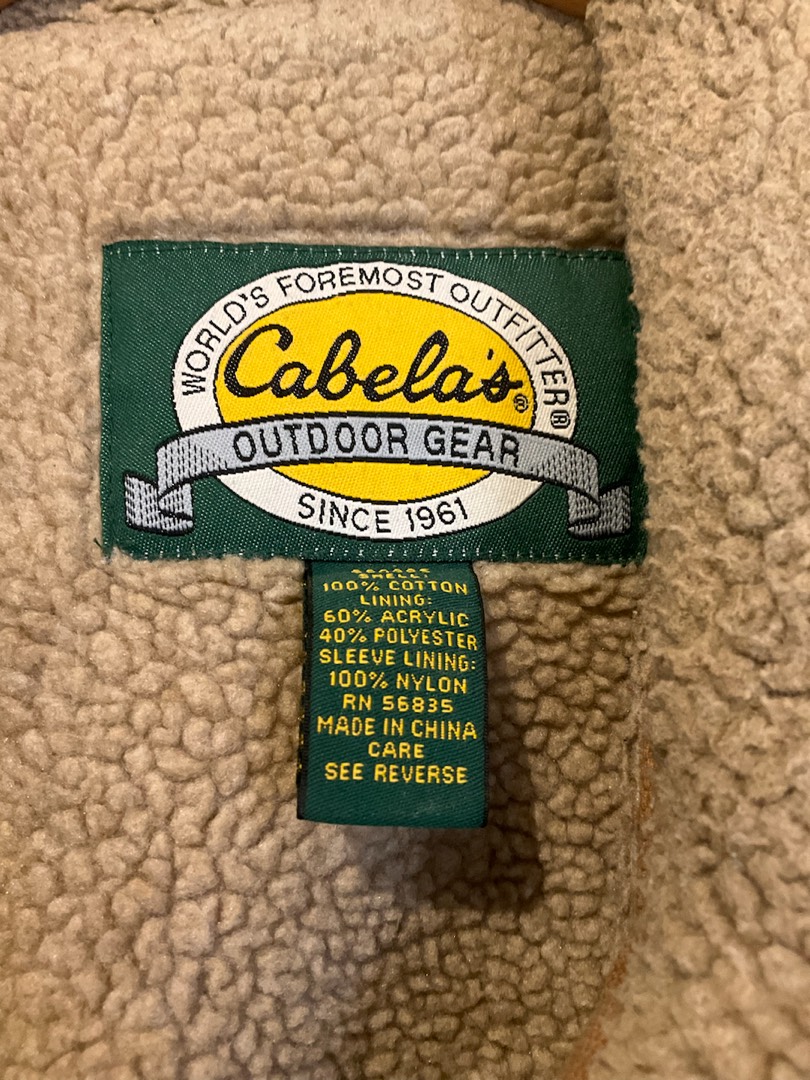 WORLD'S FOREMOST OUTFITTER®
Cabela's®
OUTDOOR GEAR
SINCE 1961
SHELL:
100% COTTON
LINING:
60% ACRYLIC
40% POLYESTER
SLEEVE LINING:
100% NYLON
RN 56835
MADE IN CHINA
CARE
SEE REVERSE